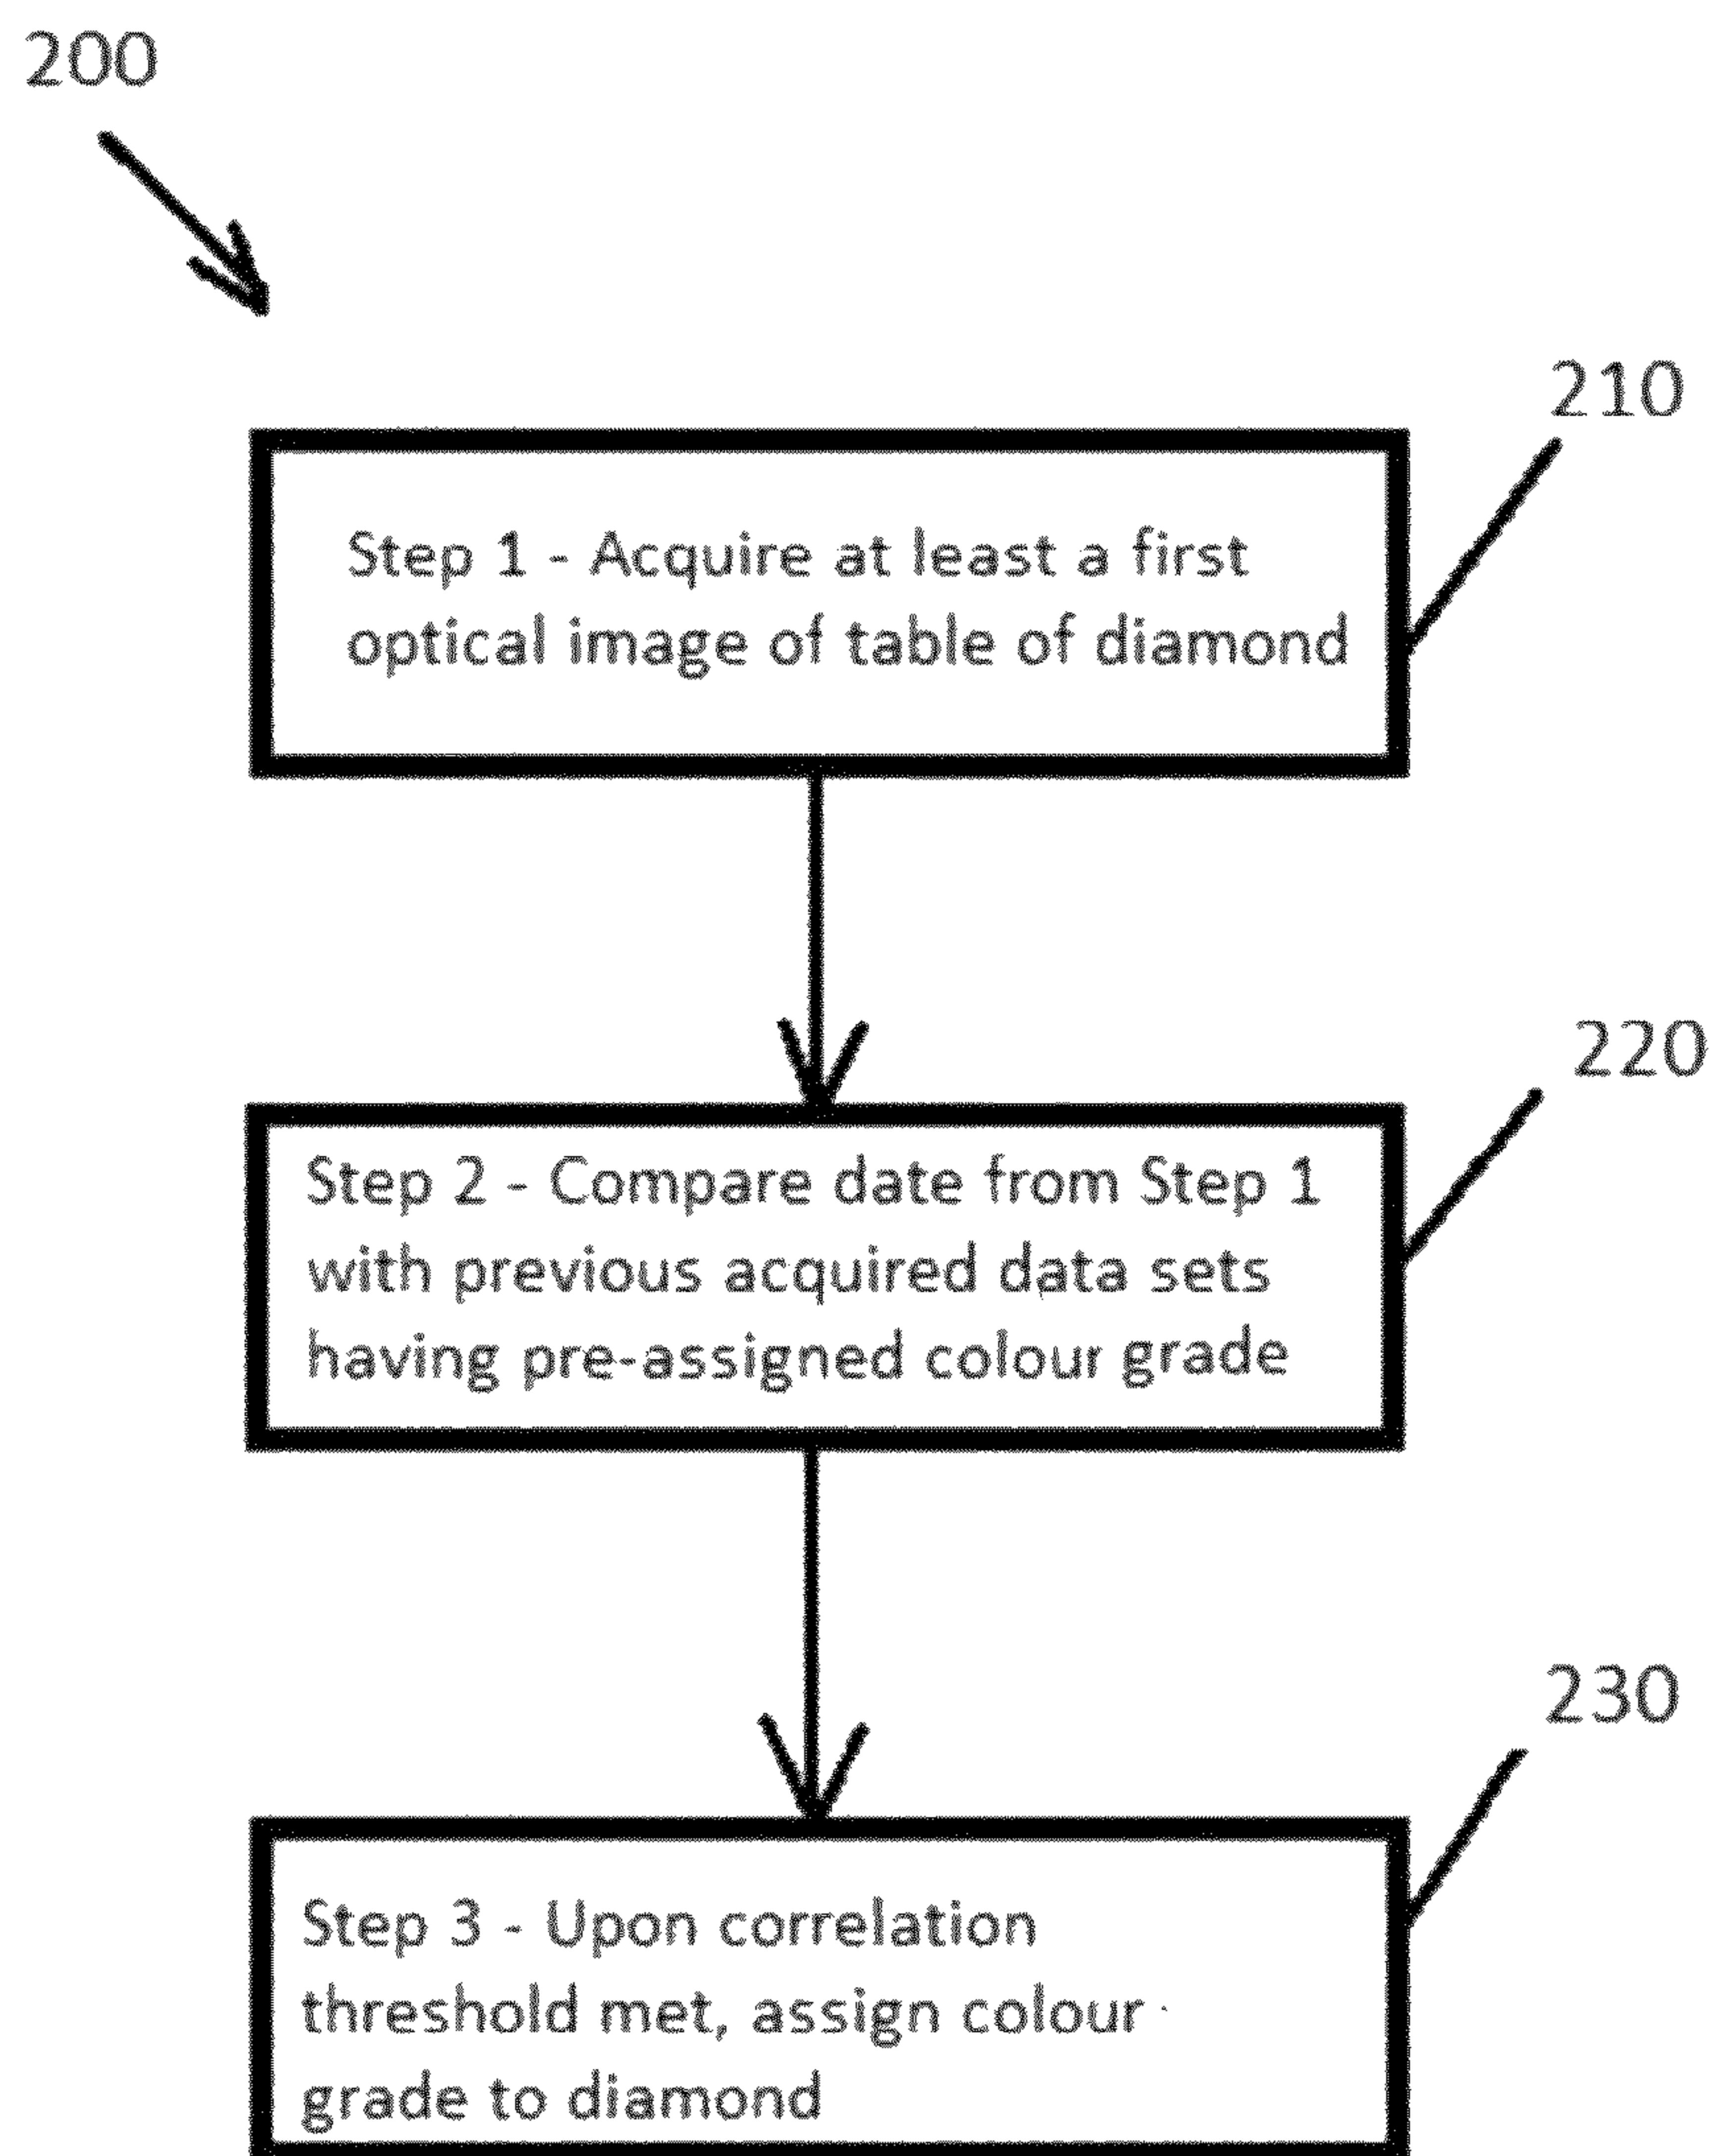 200
210
Step 1 - Acquire at least a first
optical image of table of diamond
220
Step 2 - Compare date from Step 1
with previous acquired data sets
having pre-assigned colour grade
230
Step 3 - Upon correlation
threshold met, assign colour
grade to diamond